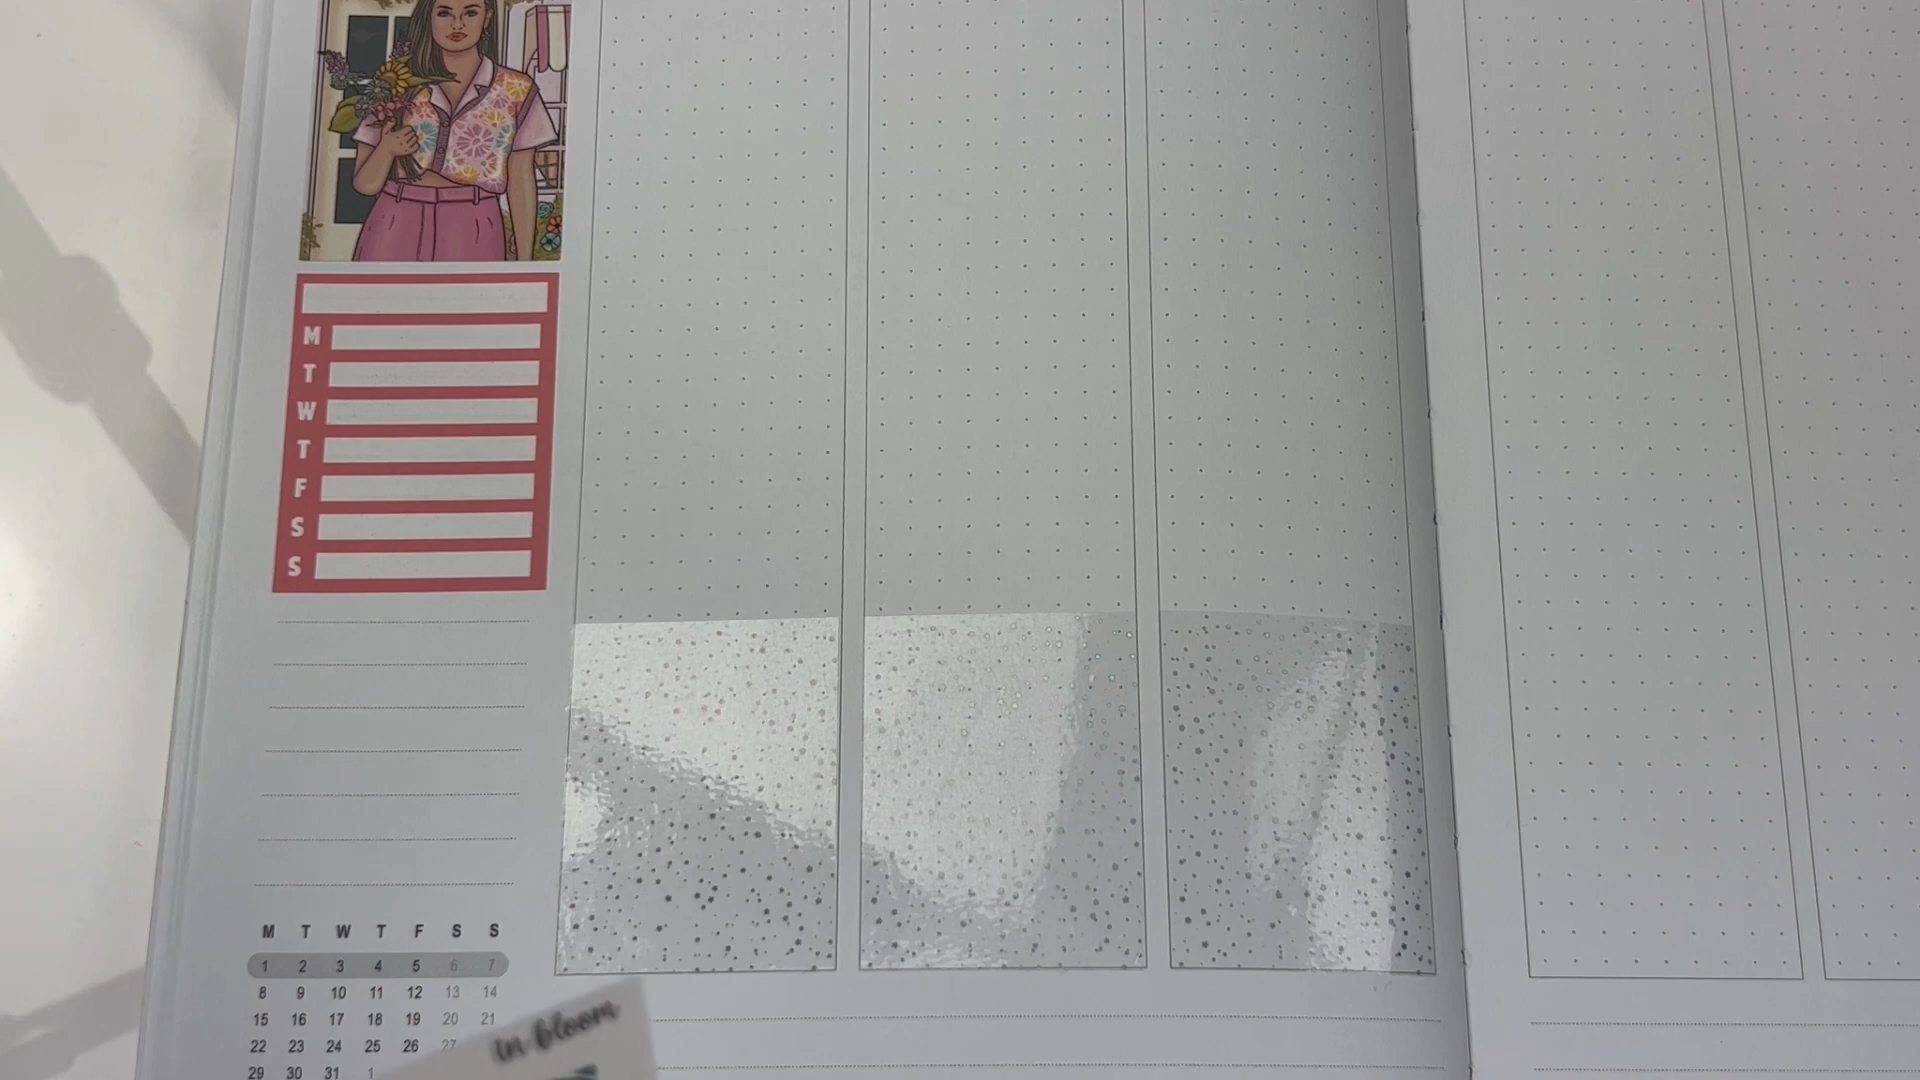 M
T
W
T
F
S
S
M T W T F S S
1 2 3 4 5 6 7
8 9 10 11 12 13 14
15 16 17 18 19 20 21
22 23 24 25 26 27
29 30 31 1
In Bloom